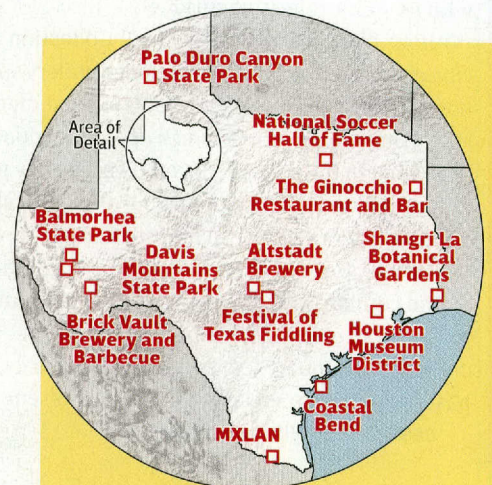 Palo Duro Canyon
State Park
Area of
Detail
National Soccer
Hall of Fame
The Ginocchio
Restaurant and Bar
Balmorhea
State Park
Davis
Mountains
State Park
Altstadt
Brewery
Shangri La
Botanical
Gardens
Brick Vault
Brewery and
Barbecue
Festival of
Texas Fiddling
Houston
Museum
District
Coastal
Bend
MXLAN